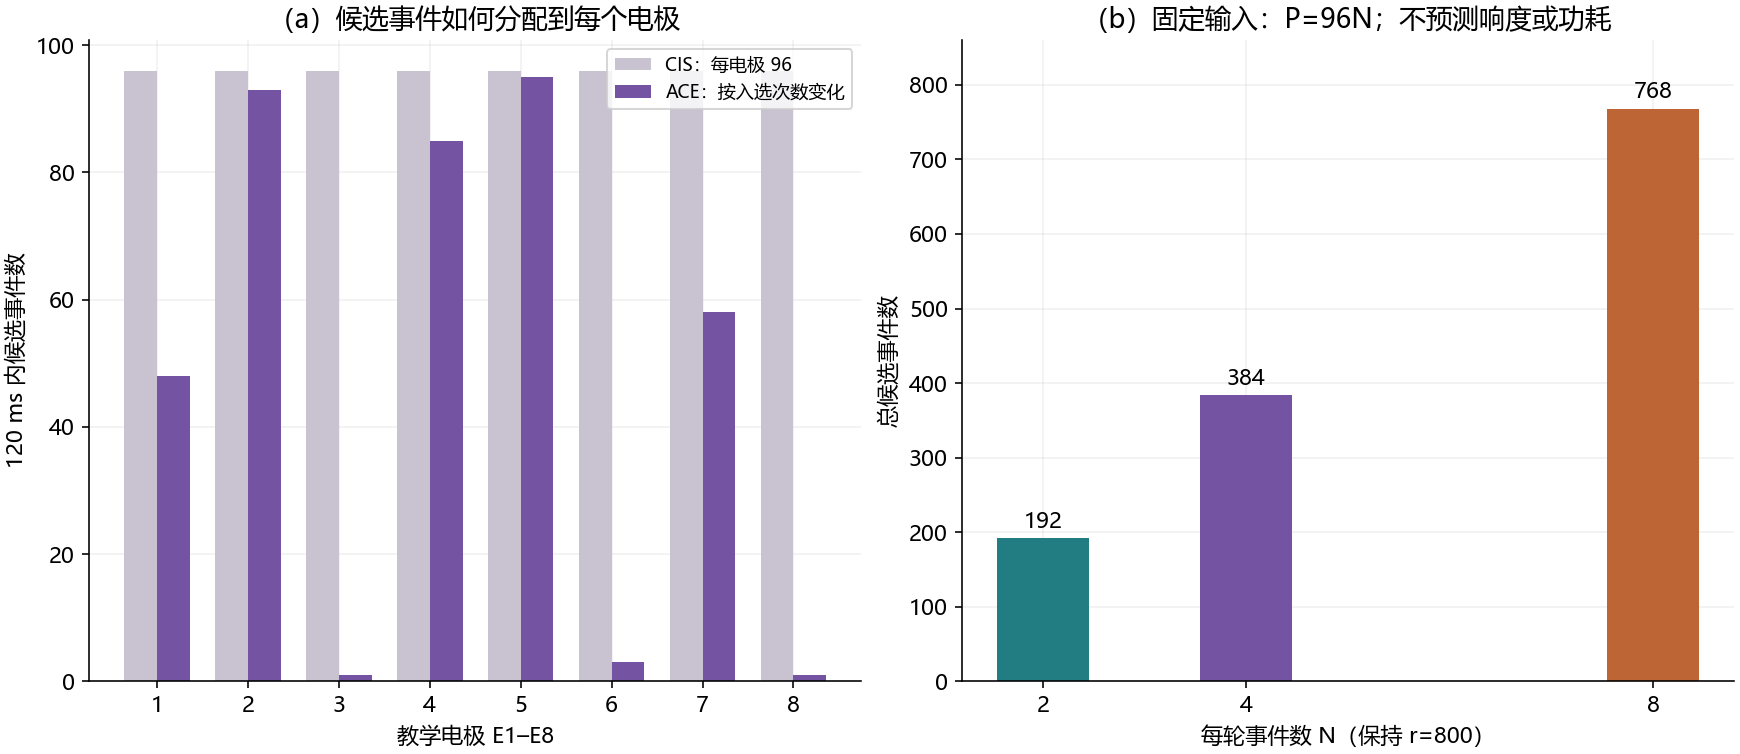 （a）候选事件如何分配到每个电极
CIS：每电极 96
ACE：按入选次数变化
120 ms 内候选事件数
100
80
60
40
20
0
1 2 3 4 5 6 7 8
教学电极 E1–E8
（b）固定输入：P=96N；不预测响度或功耗
总候选事件数
800
700
600
500
400
300
200
100
0
192
384
768
2 4 8
每轮事件数 N（保持 r=800）